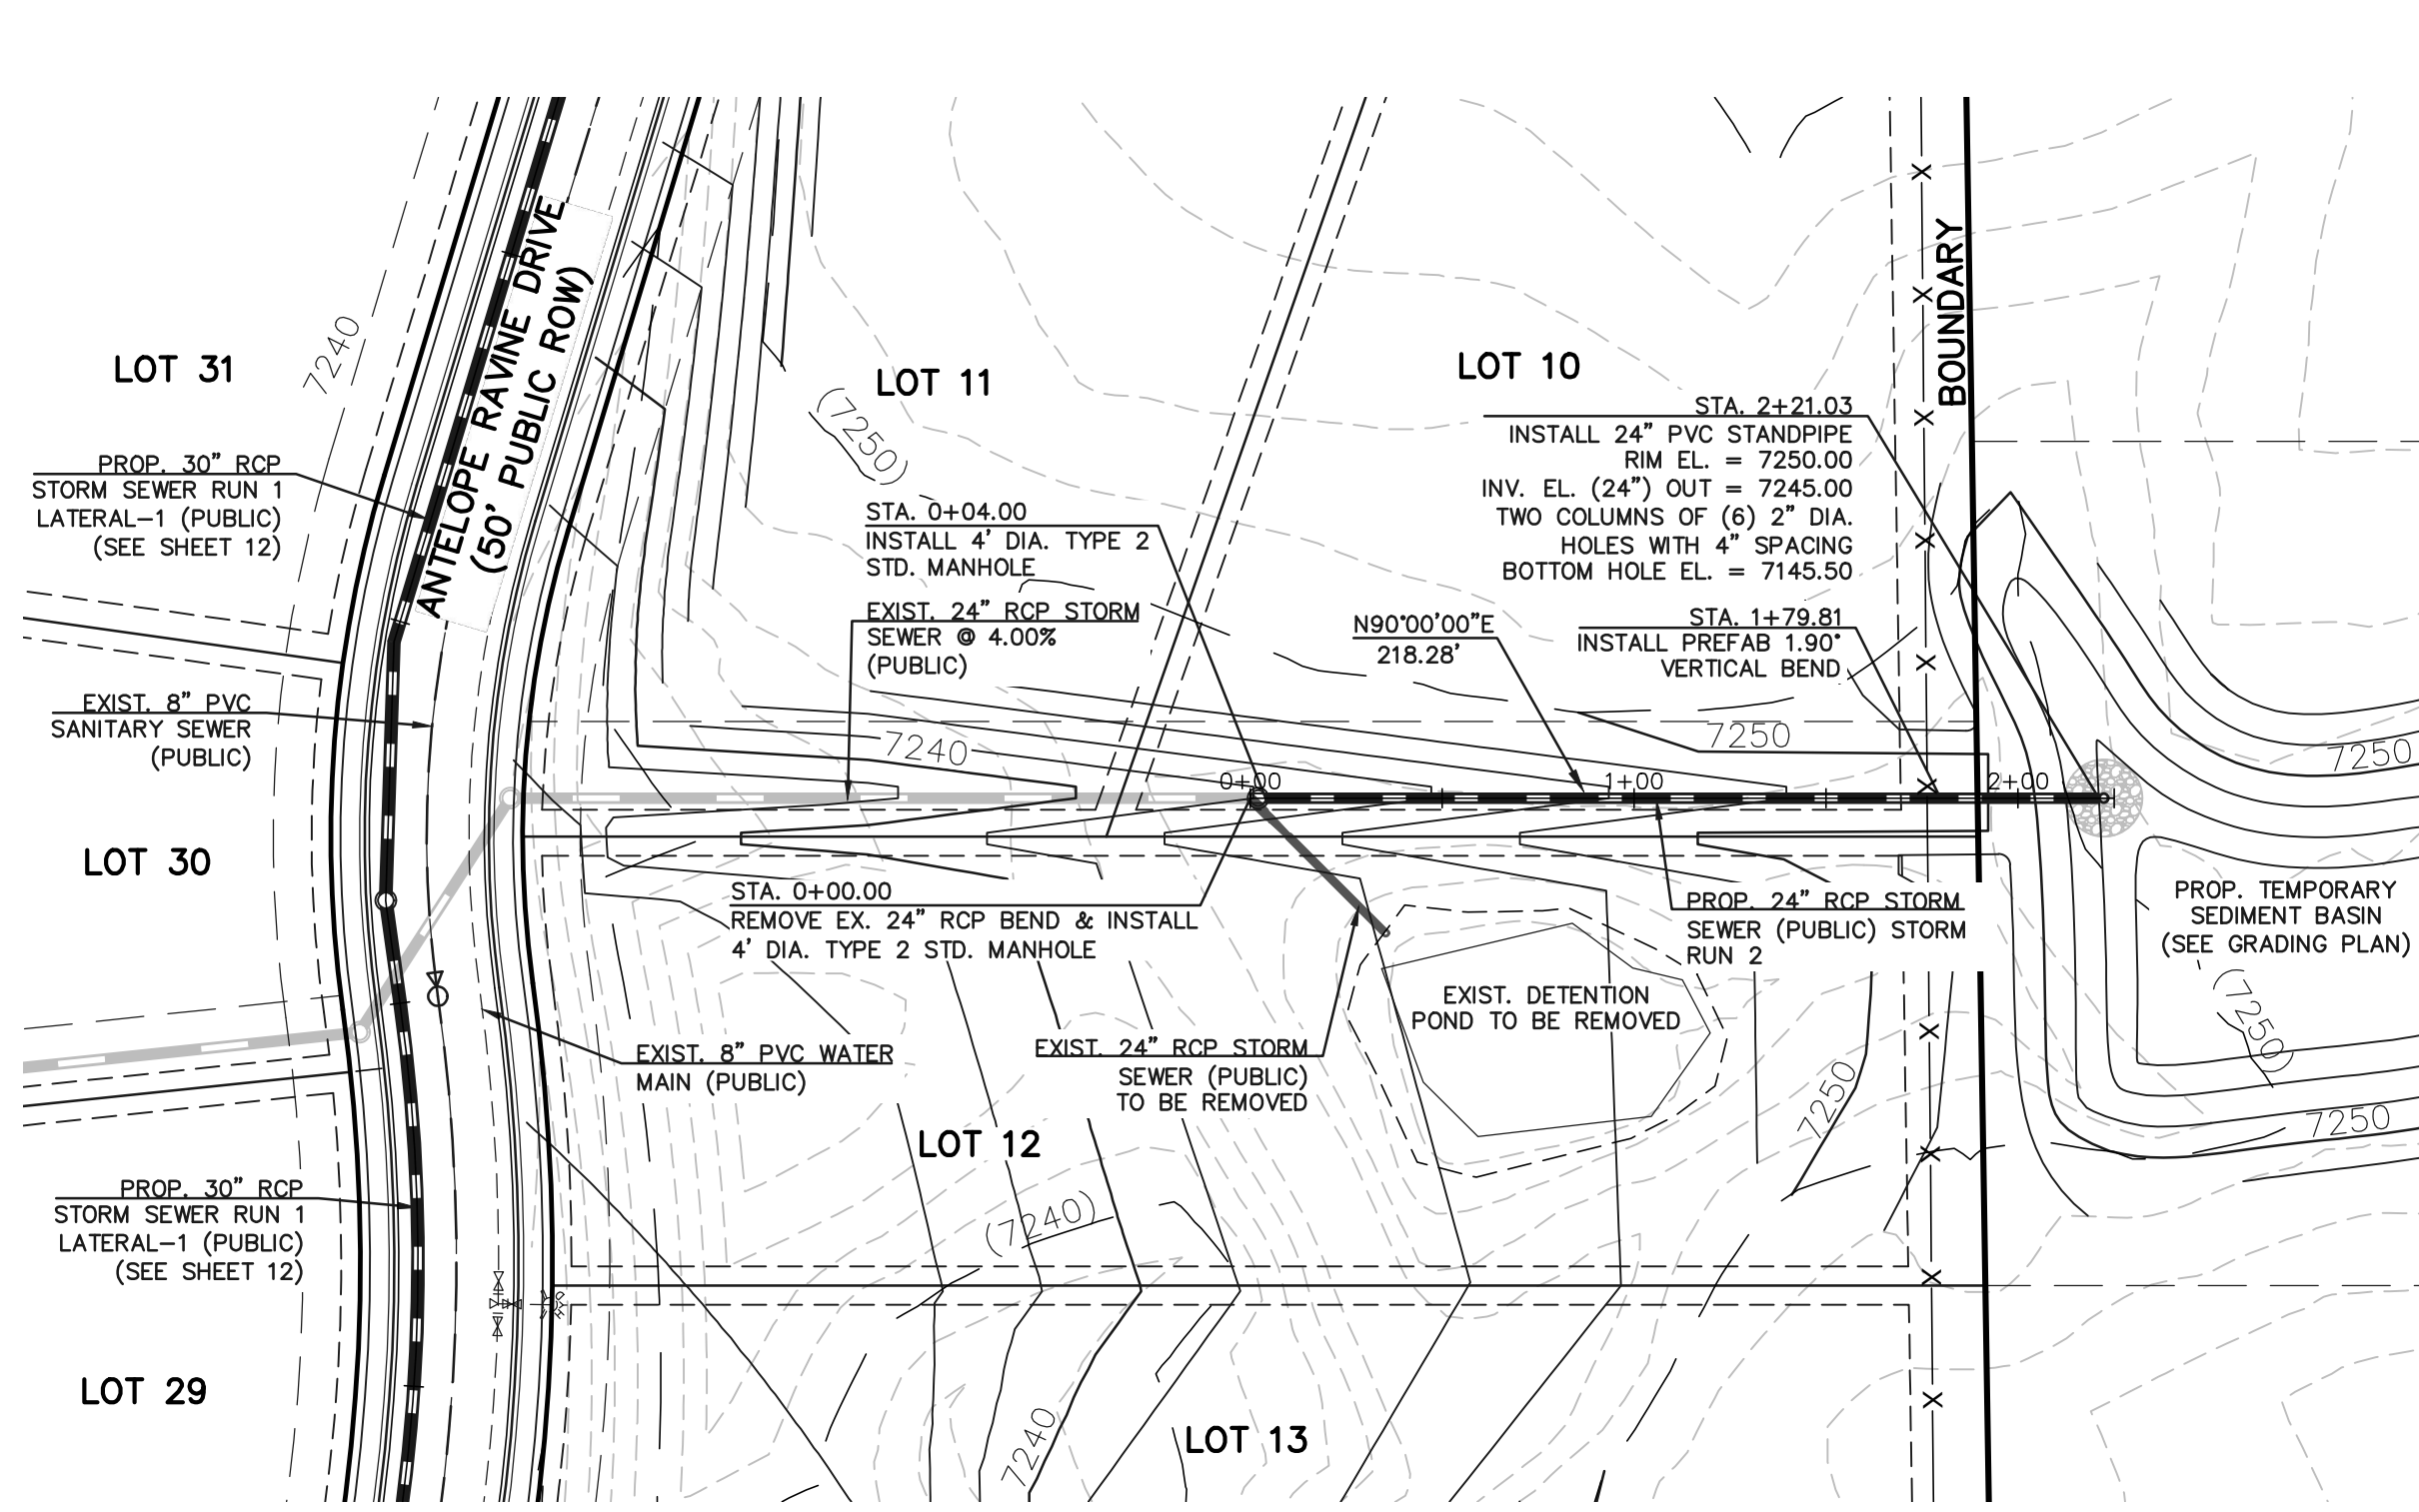 ANTELOPE RAVINE DRIVE
(50' PUBLIC ROW)
BOUNDARY
LOT 31
7240
LOT 11
LOT 10
(7250)
STA. 2+21.03
INSTALL 24" PVC STANDPIPE
RIM EL. = 7250.00
INV. EL. (24") OUT = 7245.00
TWO COLUMNS OF (6) 2" DIA.
HOLES WITH 4" SPACING
BOTTOM HOLE EL. = 7145.50
PROP. 30" RCP
STORM SEWER RUN 1
LATERAL-1 (PUBLIC)
(SEE SHEET 12)
STA. 0+04.00
INSTALL 4' DIA. TYPE 2
STD. MANHOLE
EXIST. 24" RCP STORM
SEWER @ 4.00%
(PUBLIC)
N90°00'00"E
218.28'
STA. 1+79.81
INSTALL PREFAB 1.90°
VERTICAL BEND
EXIST. 8" PVC
SANITARY SEWER
(PUBLIC)
7240
7250
7250
0+00
1+00
2+00
X
X
X
X
X
X
X
X
X
X
LOT 30
STA. 0+00.00
REMOVE EX. 24" RCP BEND & INSTALL
4' DIA. TYPE 2 STD. MANHOLE
PROP. 24" RCP STORM
SEWER (PUBLIC) STORM
RUN 2
PROP. TEMPORARY
SEDIMENT BASIN
(SEE GRADING PLAN)
(7250)
EXIST. DETENTION
POND TO BE REMOVED
EXIST. 8" PVC WATER
MAIN (PUBLIC)
EXIST. 24" RCP STORM
SEWER (PUBLIC)
TO BE REMOVED
7250
7250
LOT 12
PROP. 30" RCP
STORM SEWER RUN 1
LATERAL-1 (PUBLIC)
(SEE SHEET 12)
(7240)
LOT 29
7240
LOT 13